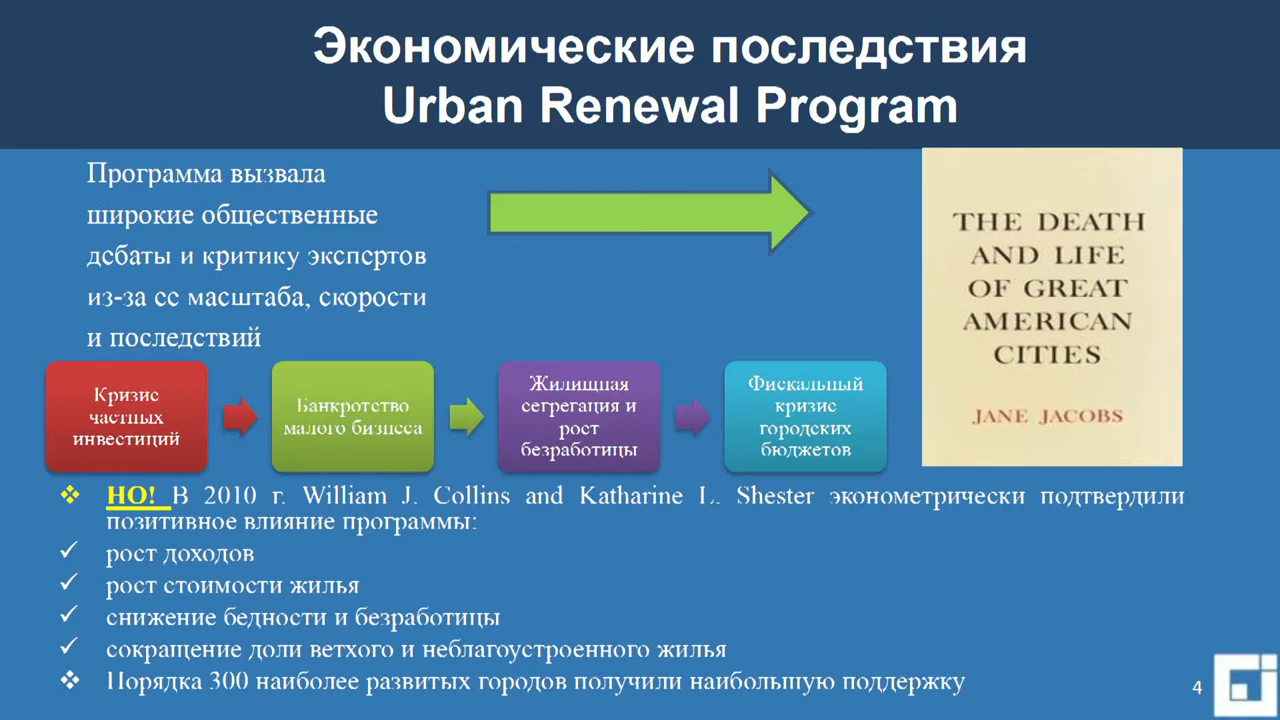 Экономические последствия
Urban Renewal Program
Программа вызвала
широкие общественные
дебаты и критику экспертов
из-за ее масштаба, скорости
и последствий
THE DEATH
AND LIFE
OF GREAT
AMERICAN
CITIES
JANE JACOBS
Кризис
частных
инвестиций
Банкротство
малого бизнеса
Жилищная
сегрегация и
рост
безработицы
Фискальный
кризис
городских
бюджетов
❖ НО! В 2010 г. William J. Collins and Katharine L. Shester эконометрически подтвердили
позитивное влияние программы:
✓ рост доходов
✓ рост стоимости жилья
✓ снижение бедности и безработицы
✓ сокращение доли ветхого и неблагоустроенного жилья
❖ Порядка 300 наиболее развитых городов получили наибольшую поддержку
4